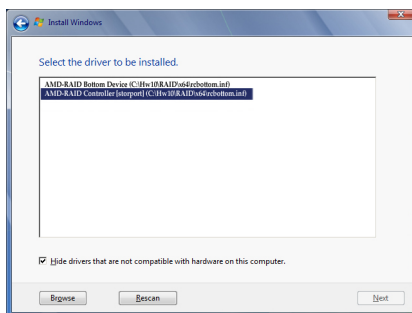 Install Windows
Select the driver to be installed.
AMD-RAID Bottom Device (C:\Hw10\RAID\x64\rcbottom.inf)
AMD-RAID Controller [storport] (C:\Hw10\RAID\x64\rcbottom.inf)
Hide drivers that are not compatible with hardware on this computer.
Browse Rescan Next